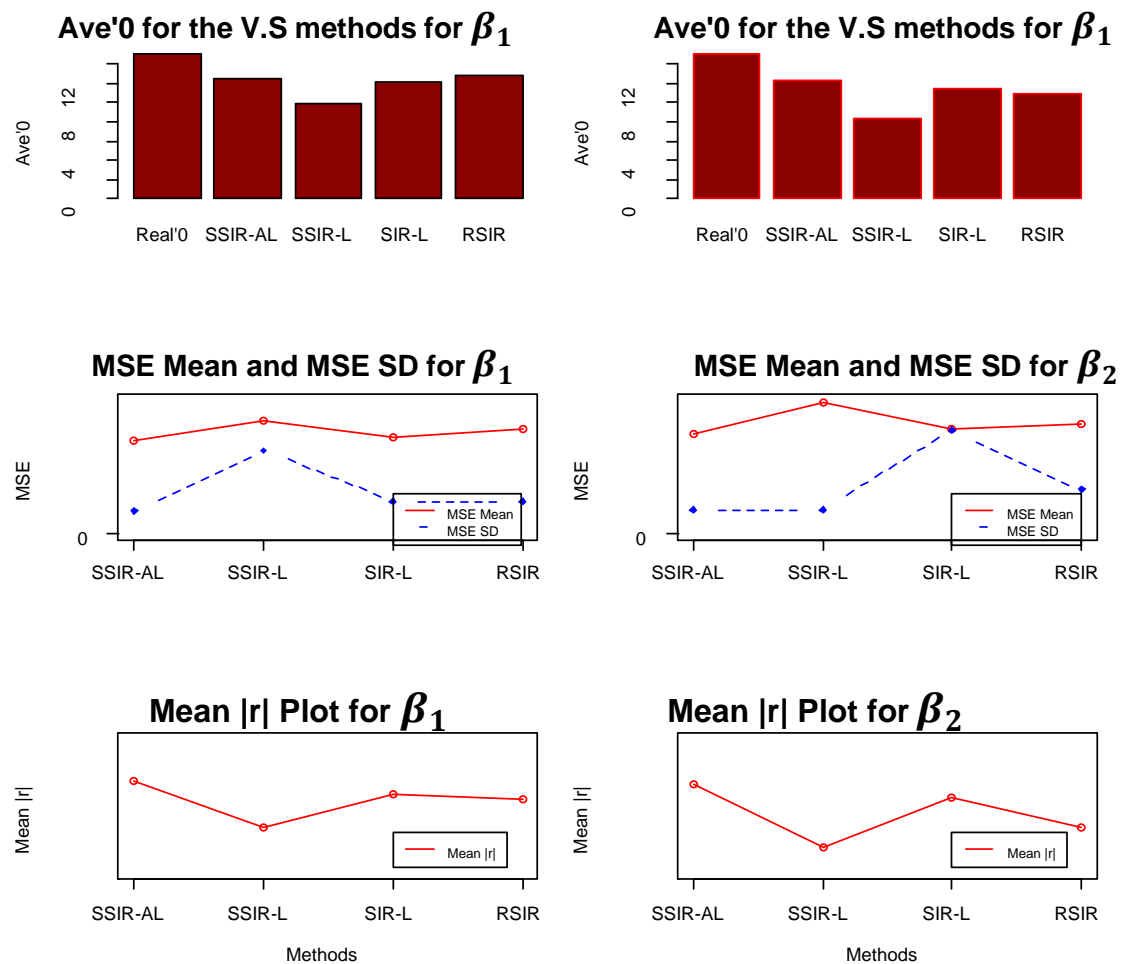 Ave'0 for the V.S methods for β1
Ave'0
12
8
4
0
Real'0 SSIR-AL SSIR-L SIR-L RSIR
Ave'0 for the V.S methods for β1
Ave'0
12
8
4
0
Real'0 SSIR-AL SSIR-L SIR-L RSIR
MSE Mean and MSE SD for β1
MSE
0
MSE Mean
MSE SD
SSIR-AL SSIR-L SIR-L RSIR
MSE Mean and MSE SD for β2
MSE
0
MSE Mean
MSE SD
SSIR-AL SSIR-L SIR-L RSIR
Mean |r| Plot for β1
Mean |r|
Mean |r|
SSIR-AL SSIR-L SIR-L RSIR
Methods
Mean |r| Plot for β2
Mean |r|
Mean |r|
SSIR-AL SSIR-L SIR-L RSIR
Methods